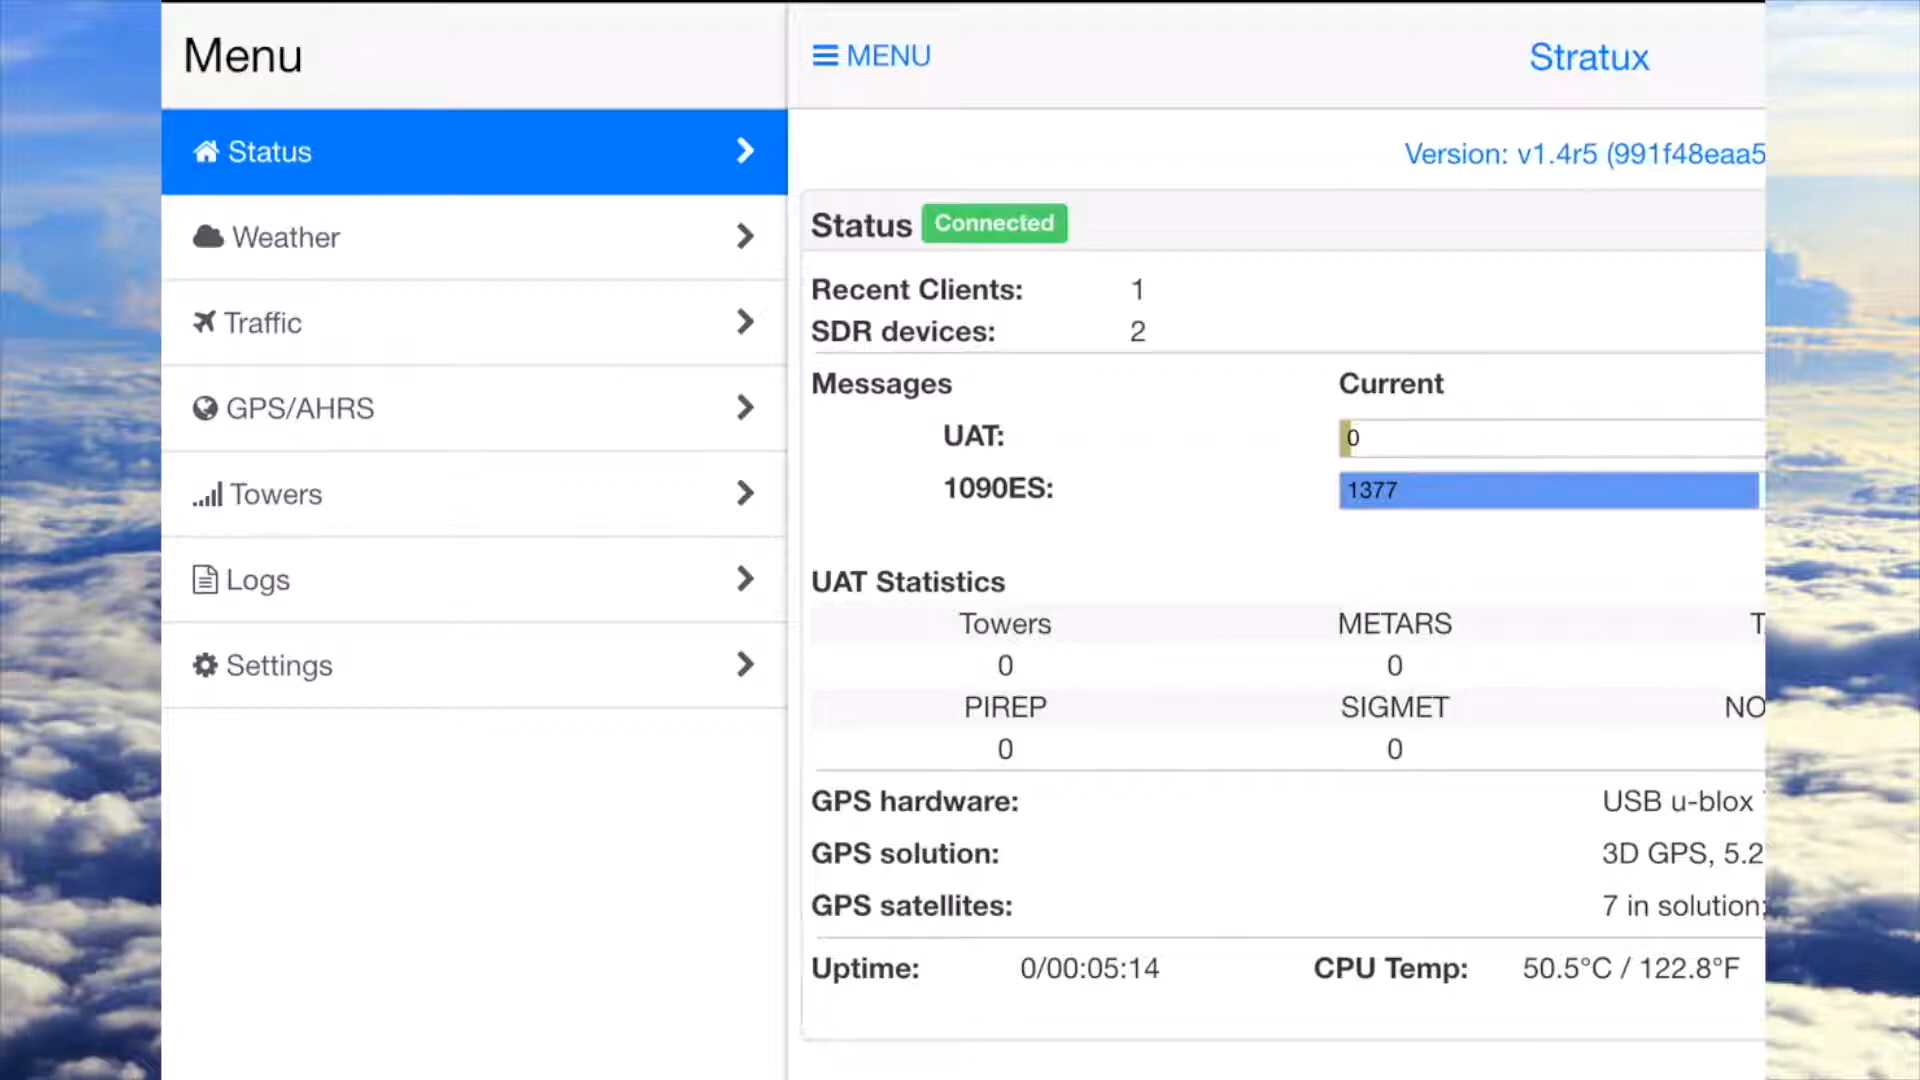 Menu
Status
Weather
Traffic
GPS/AHRS
Towers
Logs
Settings
MENU
Stratux
Version: v1.4r5 (991f48eaa5
Status Connected
Recent Clients: 1
SDR devices: 2
Messages Current
UAT: 0
1090ES: 1377
UAT Statistics
Towers METARS T
0 0
PIREP SIGMET NO
0 0
GPS hardware: USB u-blox
GPS solution: 3D GPS, 5.2
GPS satellites: 7 in solution;
Uptime: 0/00:05:14 CPU Temp: 50.5°C / 122.8°F